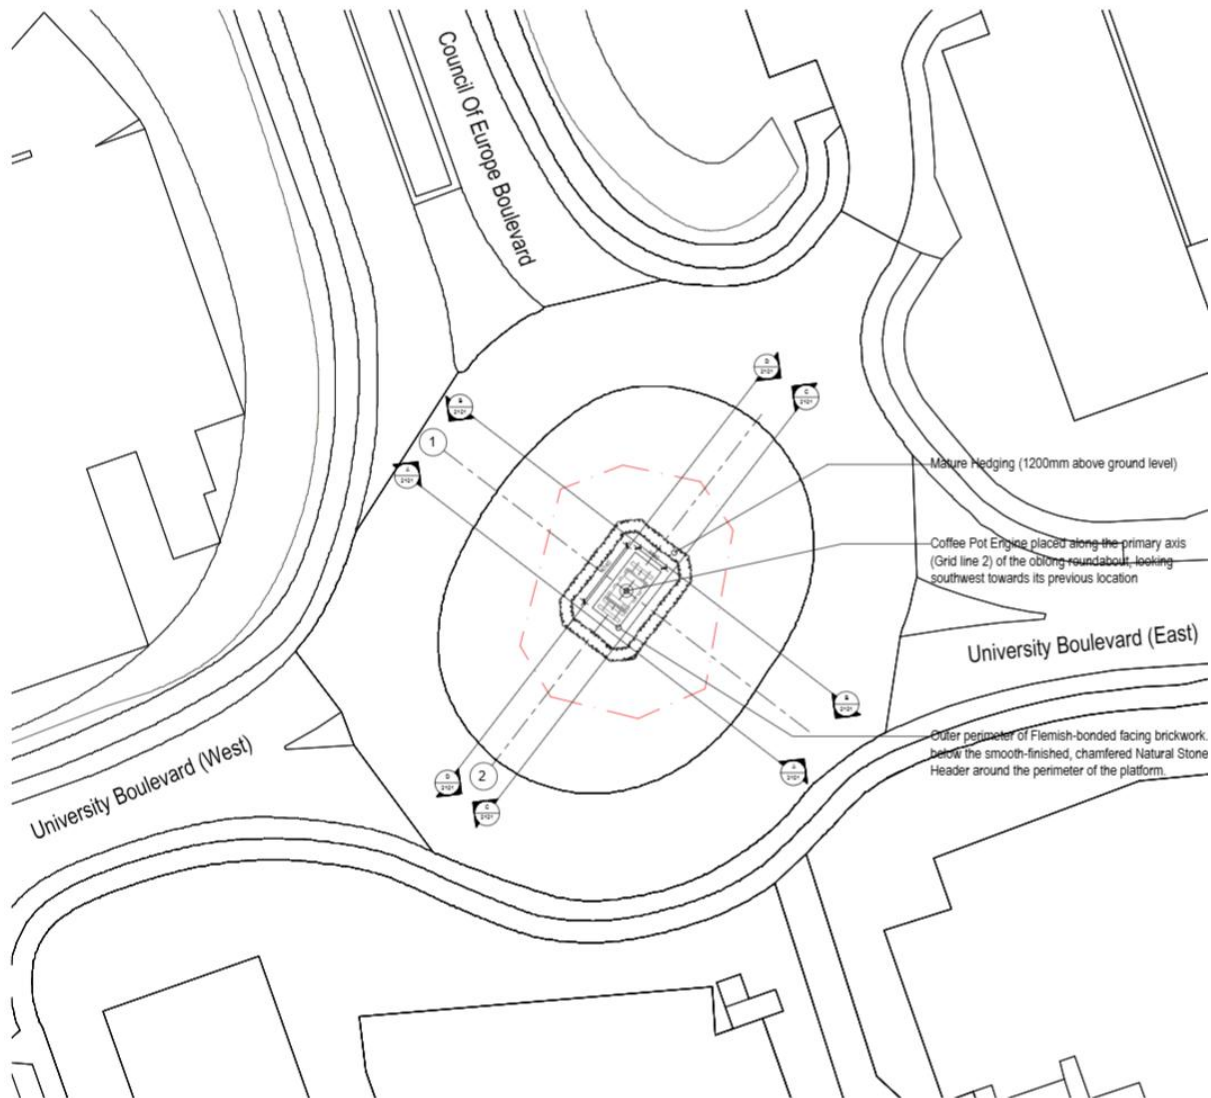 Council Of Europe Boulevard
D
C
B
1
A
Mature Hedging (1200mm above ground level)
Coffee Pot Engine placed along the primary axis
(Grid line 2) of the oblong roundabout, looking
southwest towards its previous location
University Boulevard (East)
B
Outer perimeter of Flemish-bonded facing brickwork.
below the smooth-finished, chamfered Natural Stone
Header around the perimeter of the platform.
University Boulevard (West)
D
2
A
C